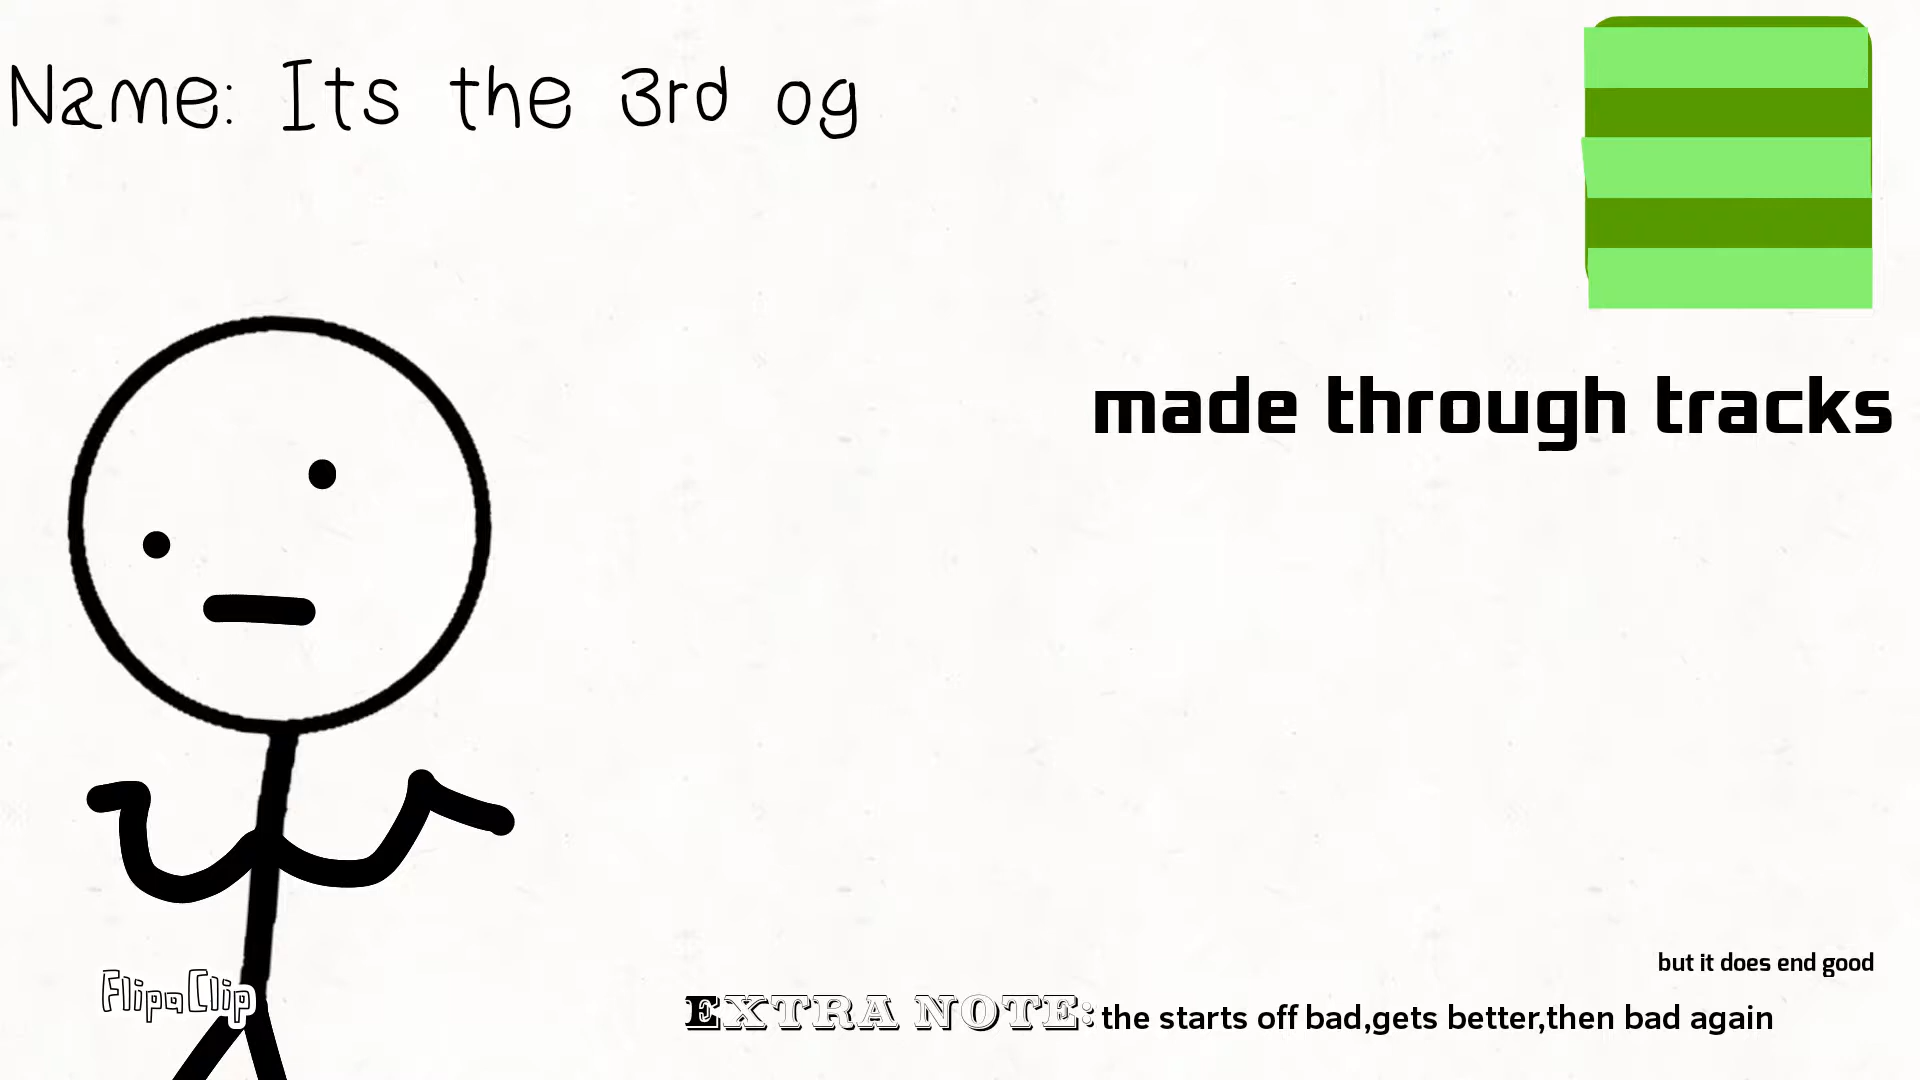 Name: Its the 3rd og
made through tracks
but it does end good
EXTRA NOTE: the starts off bad,gets better,then bad again
FlipaClip